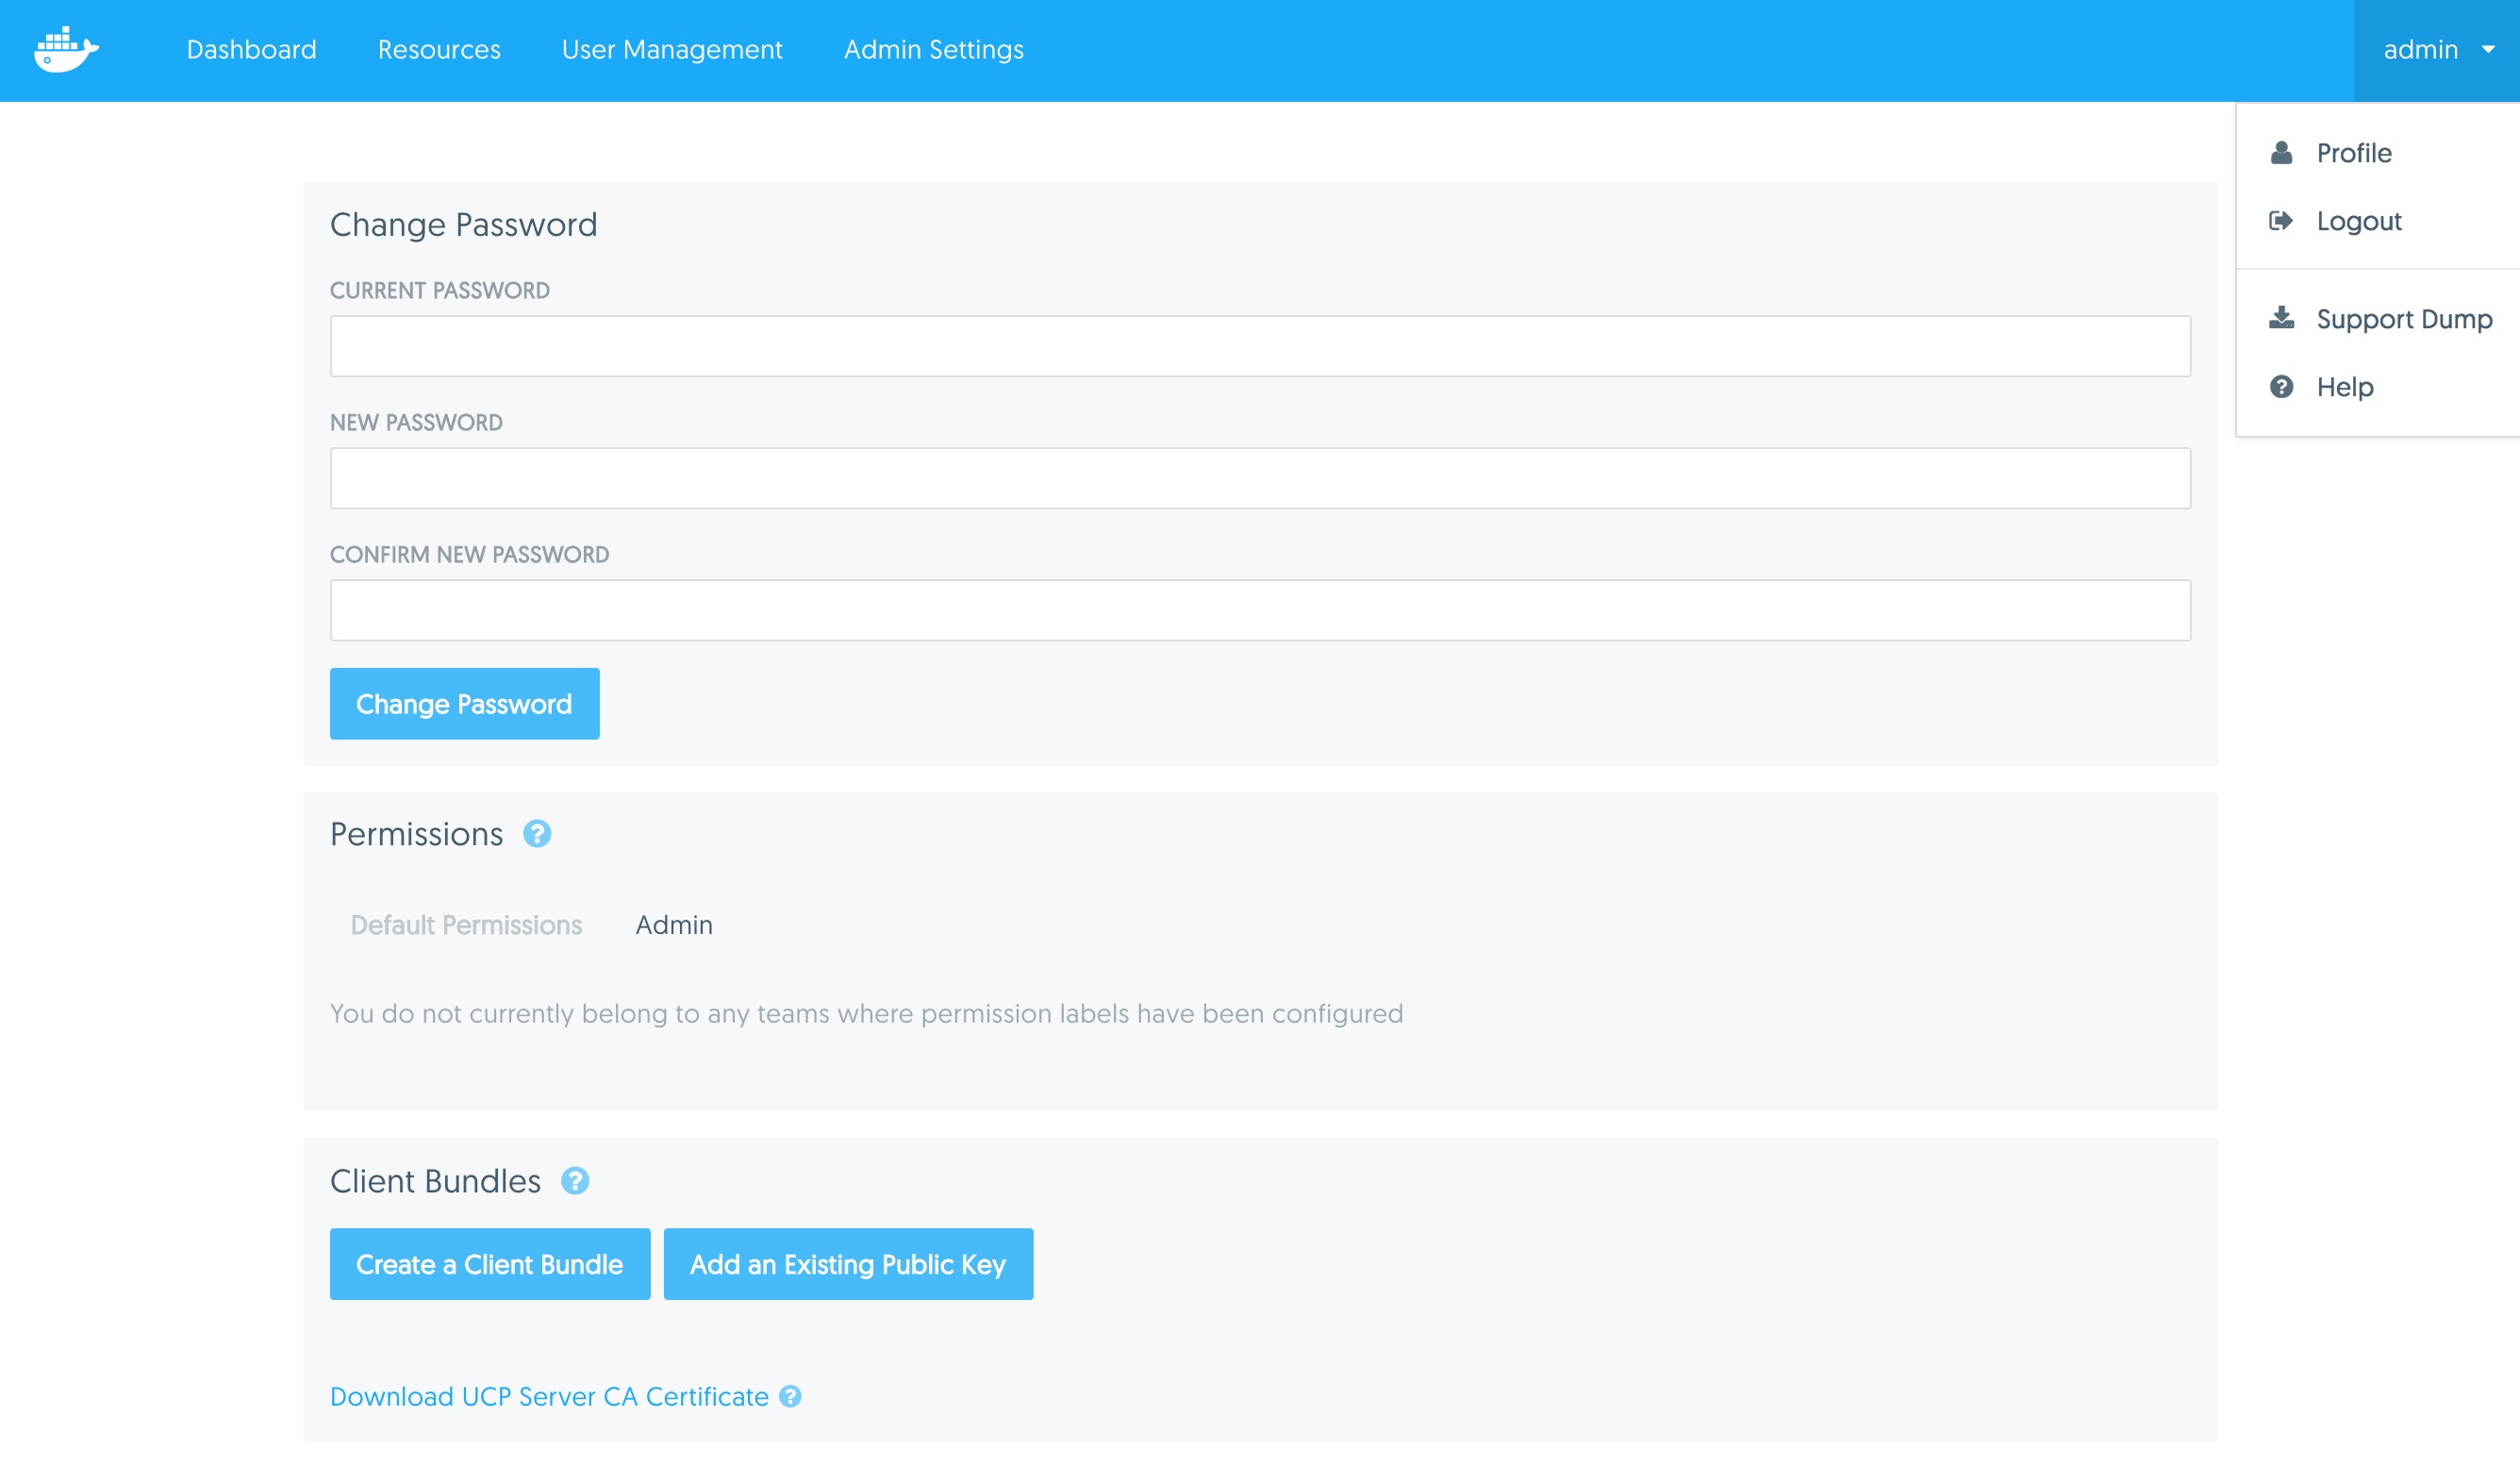 Dashboard Resources User Management Admin Settings admin
Profile
Logout
Support Dump
Help
Change Password
CURRENT PASSWORD
NEW PASSWORD
CONFIRM NEW PASSWORD
Change Password
Permissions ?
Default Permissions Admin
You do not currently belong to any teams where permission labels have been configured
Client Bundles ?
Create a Client Bundle Add an Existing Public Key
Download UCP Server CA Certificate ?